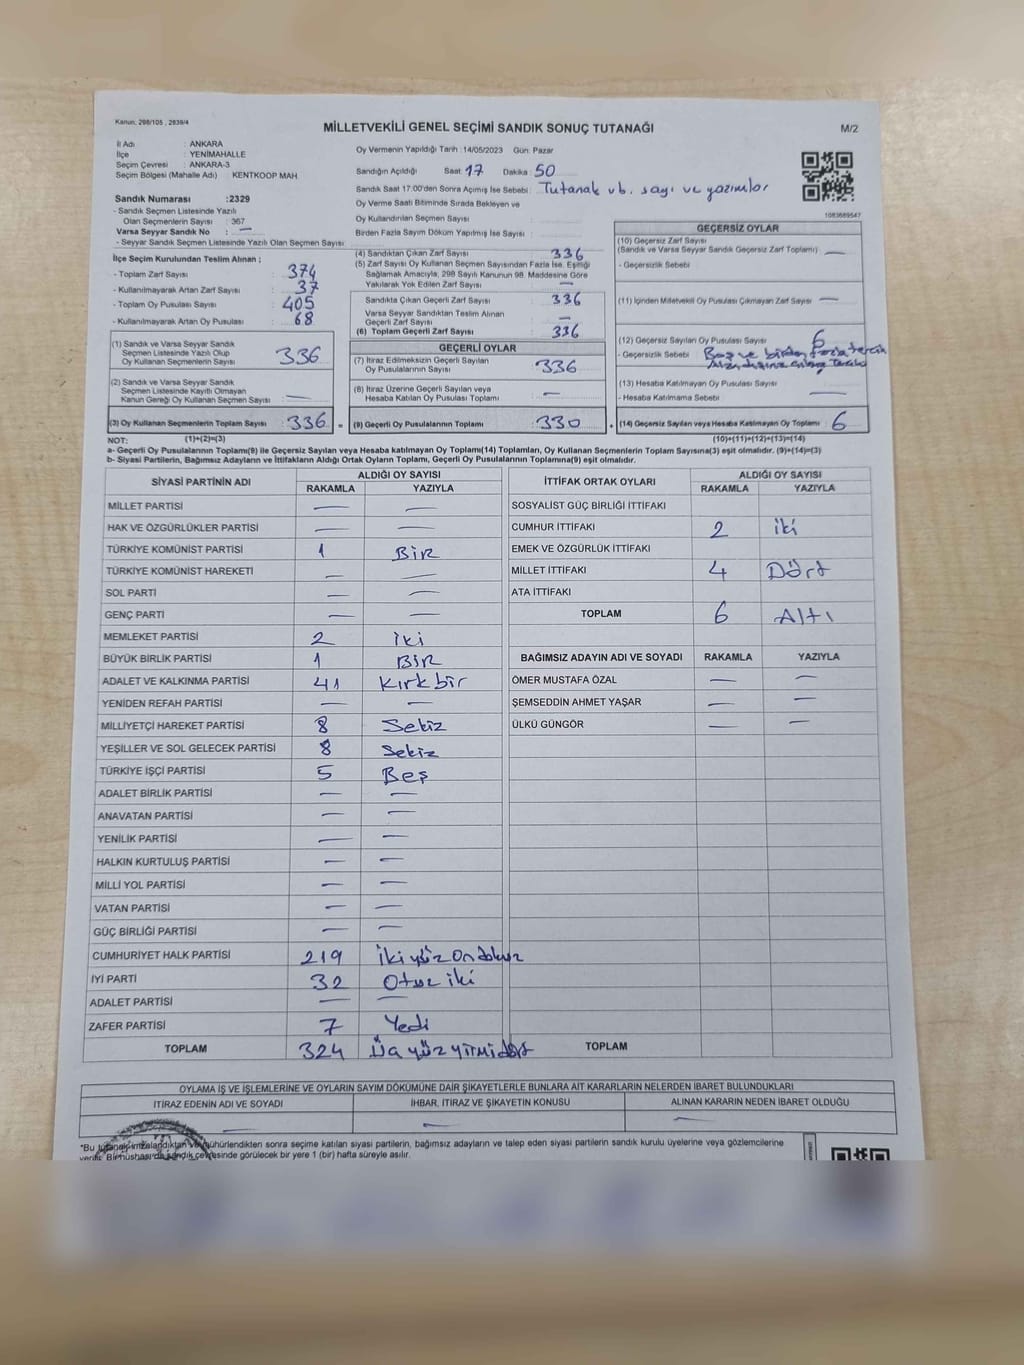 Kanun, 298/105 , 2839/4
MİLLETVEKİLİ GENEL SEÇİMİ SANDIK SONUÇ TUTANAĞI
M/2
İl Adı : ANKARA
İlçe : YENİMAHALLE
Seçim Çevresi : ANKARA-3
Seçim Bölgesi (Mahalle Adı) KENTKOOP MAH.
Sandık Numarası :2329
- Sandık Seçmen Listesinde Yazılı
Olan Seçmenlerin Sayısı : 367
Varsa Seyyar Sandık No : —
- Seyyar Sandık Seçmen Listesinde Yazılı Olan Seçmen Sayısı:
Oy Vermenin Yapıldığı Tarih :14/05/2023 Gün: Pazar
Sandığın Açıldığı Saat 17 Dakika : 50
Sandık Saat 17:00'den Sonra Açımış İse Sebebi : Tutanak vb. sayı ve yazımlar
Oy Verme Saati Bitiminde Sırada Bekleyen ve
Oy Kullandırılan Seçmen Sayısı :
Birden Fazla Sayım Döküm Yapılmış İse Sayısı :
1083689547
İlçe Seçim Kurulundan Teslim Alınan ;
- Toplam Zarf Sayısı : 374
- Kullanılmayarak Artan Zarf Sayısı : 37
- Toplam Oy Pusulası Sayısı : 405
- Kullanılmayarak Artan Oy Pusulası : 68
(1) Sandık ve Varsa Seyyar Sandık
Seçmen Listesinde Yazılı Olup
Oy Kullanan Seçmenlerin Sayısı : 336
(2) Sandık ve Varsa Seyyar Sandık
Seçmen Listesinde Kayıtlı Olmayan
Kanun Gereği Oy Kullanan Seçmen Sayısı : —
(3) Oy Kullanan Seçmenlerin Toplam Sayısı : 336 =
(4) Sandıktan Çıkan Zarf Sayısı : 336
(5) Zarf Sayısı Oy Kullanan Seçmen Sayısından Fazla İse, Eşitliği
Sağlamak Amacıyla; 298 Sayılı Kanunun 98. Maddesine Göre
Yakılarak Yok Edilen Zarf Sayısı : —
Sandıkta Çıkan Geçerli Zarf Sayısı : 336
Varsa Seyyar Sandıktan Teslim Alınan
Geçerli Zarf Sayısı : —
(6) Toplam Geçerli Zarf Sayısı : 336
GEÇERLİ OYLAR
(7) İtiraz Edilmeksizin Geçerli Sayılan
Oy Pusulasının Sayısı : 336
(8) İtiraz Üzerine Geçerli Sayılan veya
Hesaba Katılan Oy Pusulası Toplamı : —
(9) Geçerli Oy Pusulalarının Toplamı : 330 +
GEÇERSİZ OYLAR
(10) Geçersiz Zarf Sayısı
(Sandık ve Varsa Seyyar Sandık Geçersiz Zarf Toplamı) : —
- Geçersizlik Sebebi :
(11) İçinden Milletvekili Oy Pusulası Çıkmayan Zarf Sayısı : —
(12) Geçersiz Sayılan Oy Pusulası Sayısı : 6
- Geçersizlik Sebebi : Boş ve birden fazla tercih
(13) Hesaba Katılmayan Oy Pusulası Sayısı :
- Hesaba Katılmama Sebebi : —
(14) Geçersiz Sayılan veya Hesaba Katılmayan Oy Toplamı : 6
NOT: (1)+(2)=(3) (10)+(11)+(12)+(13)=(14)
a- Geçerli Oy Pusulalarının Toplamı(9) ile Geçersiz Sayılan veya Hesaba katılmayan Oy Toplamı(14) Toplamları, Oy Kullanan Seçmenlerin Toplam Sayısına(3) eşit olmalıdır. (9)+(14)=(3)
b- Siyasi Partilerin, Bağımsız Adayların ve İttifakların Aldığı Ortak Oyların Toplamı, Geçerli Oy Pusulalarının Toplamına(9) eşit olmalıdır.
SİYASİ PARTİNİN ADI ALDIĞI OY SAYISI
RAKAMLA YAZIYLA
MİLLET PARTİSİ — —
HAK VE ÖZGÜRLÜKLER PARTİSİ — —
TÜRKİYE KOMÜNİST PARTİSİ 1 Bir
TÜRKİYE KOMÜNİST HAREKETİ — —
SOL PARTİ — —
GENÇ PARTİ — —
MEMLEKET PARTİSİ 2 iki
BÜYÜK BİRLİK PARTİSİ 1 Bir
ADALET VE KALKINMA PARTİSİ 41 Kırkbir
YENİDEN REFAH PARTİSİ — —
MİLLİYETÇİ HAREKET PARTİSİ 8 Sekiz
YEŞİLLER VE SOL GELECEK PARTİSİ 8 Sekiz
TÜRKİYE İŞÇİ PARTİSİ 5 Beş
ADALET BİRLİK PARTİSİ — —
ANAVATAN PARTİSİ — —
YENİLİK PARTİSİ — —
HALKIN KURTULUŞ PARTİSİ — —
MİLLİ YOL PARTİSİ — —
VATAN PARTİSİ — —
GÜÇ BİRLİĞİ PARTİSİ — —
CUMHURİYET HALK PARTİSİ 219 ikiyüz Ondokuz
İYİ PARTİ 32 Otuz iki
ADALET PARTİSİ — —
ZAFER PARTİSİ 7 Yedi
TOPLAM 324 Üçyüzyirmidört
İTTİFAK ORTAK OYLARI ALDIĞI OY SAYISI
RAKAMLA YAZIYLA
SOSYALİST GÜÇ BİRLİĞİ İTTİFAKI
CUMHUR İTTİFAKI 2 iki
EMEK VE ÖZGÜRLÜK İTTİFAKI
MİLLET İTTİFAKI 4 Dört
ATA İTTİFAKI
TOPLAM 6 Altı
BAĞIMSIZ ADAYIN ADI VE SOYADI RAKAMLA YAZIYLA
ÖMER MUSTAFA ÖZAL — —
ŞEMSEDDİN AHMET YAŞAR — —
ÜLKÜ GÜNGÖR — —
TOPLAM
OYLAMA İŞ VE İŞLEMLERİNE VE OYLARIN SAYIM DÖKÜMÜNE DAİR ŞİKAYETLERLE BUNLARA AİT KARARLARIN NELERDEN İBARET BULUNDUKLARI
İTİRAZ EDENİN ADI VE SOYADI İHBAR, İTİRAZ VE ŞİKAYETİN KONUSU ALINAN KARARIN NEDEN İBARET OLDUĞU
— — —
*Bu tutanak imzalandıktan ve mühürlendikten sonra seçime katılan siyasi partilerin, bağımsız adayların ve talep eden siyasi partilerin sandık kurulu üyelerine veya gözlemcilerine
verilir. Bir nüshası da sandık çevresinde görülecek bir yere 1 (bir) hafta süreyle asılır.